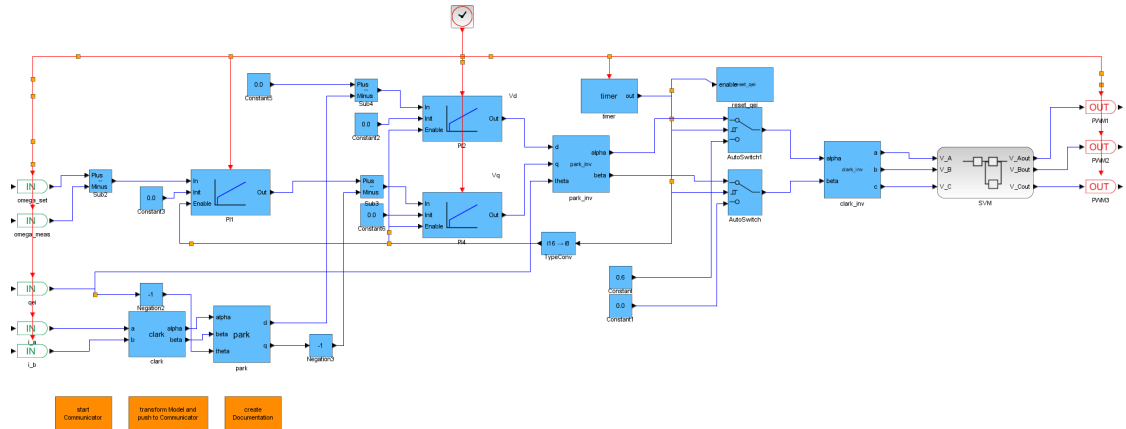 0.0
Constant5
Plus
Minus
Sub4
Vd
timer
out
timer
enable
reset_qei
reset_qei
OUT
PWM1
0.0
Constant2
In
Init
Enable
Out
PI2
AutoSwitch1
OUT
PWM2
d
q
theta
park_inv
alpha
beta
park_inv
alpha
beta
clark_inv
a
b
c
clark_inv
V_A
V_B
V_C
V_Aout
V_Bout
V_Cout
SVM
OUT
PWM3
IN
omega_set
IN
omega_meas
Plus
Minus
Sub2
0.0
Constant3
In
Init
Enable
Out
PI1
Plus
Minus
Sub3
Vq
0.0
Constant6
In
Init
Enable
Out
PI4
AutoSwitch
i16 → i8
TypeConv
0.6
Constant
0.0
Constant1
IN
qei
-1
Negation2
IN
i_a
IN
i_b
a
b
clark
alpha
beta
clark
alpha
beta
theta
park
d
q
park
-1
Negation3
start
Communicator
transform Model and
push to Communicator
create
Documentation